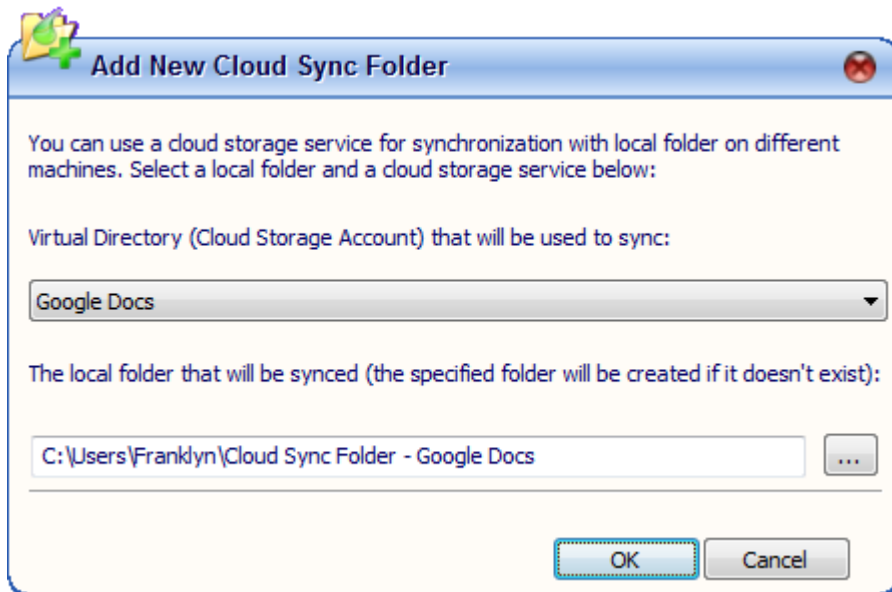 Add New Cloud Sync Folder
You can use a cloud storage service for synchronization with local folder on different
machines. Select a local folder and a cloud storage service below:
Virtual Directory (Cloud Storage Account) that will be used to sync:
Google Docs
The local folder that will be synced (the specified folder will be created if it doesn't exist):
C:\Users\Franklyn\Cloud Sync Folder - Google Docs
...
OK
Cancel